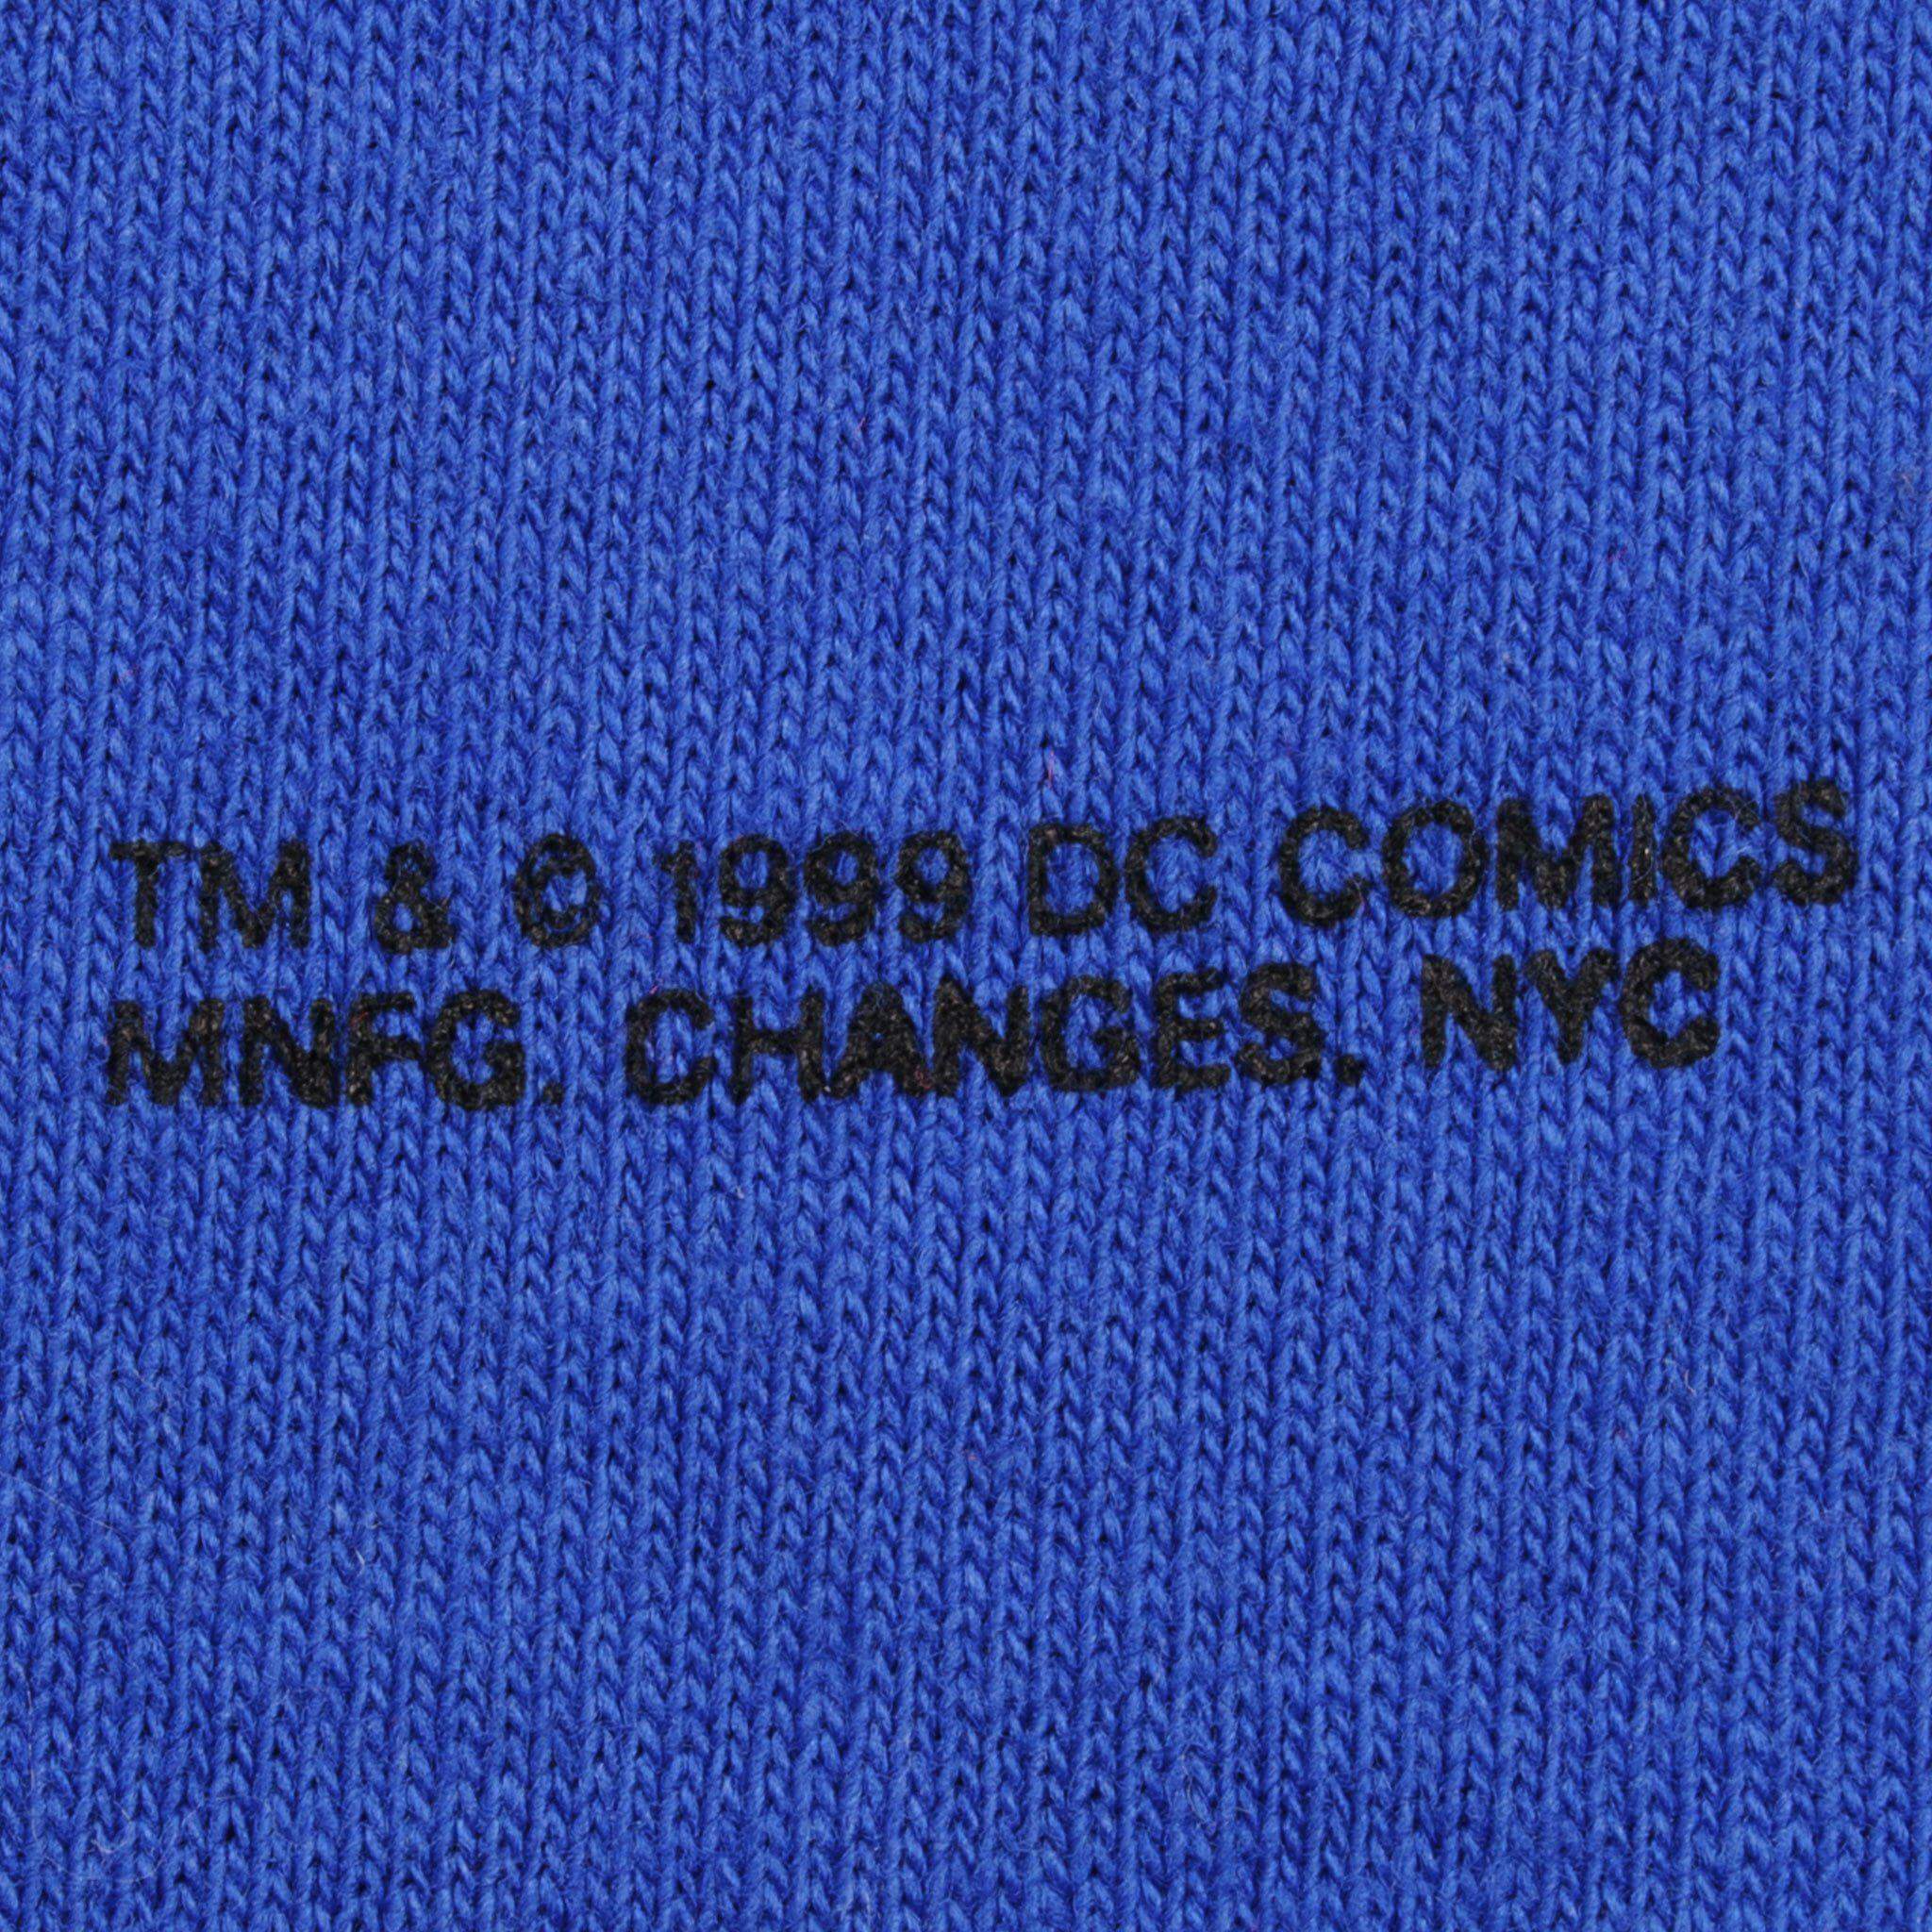 TM & © 1999 DC COMICS
MNFG. CHANGES. NYC